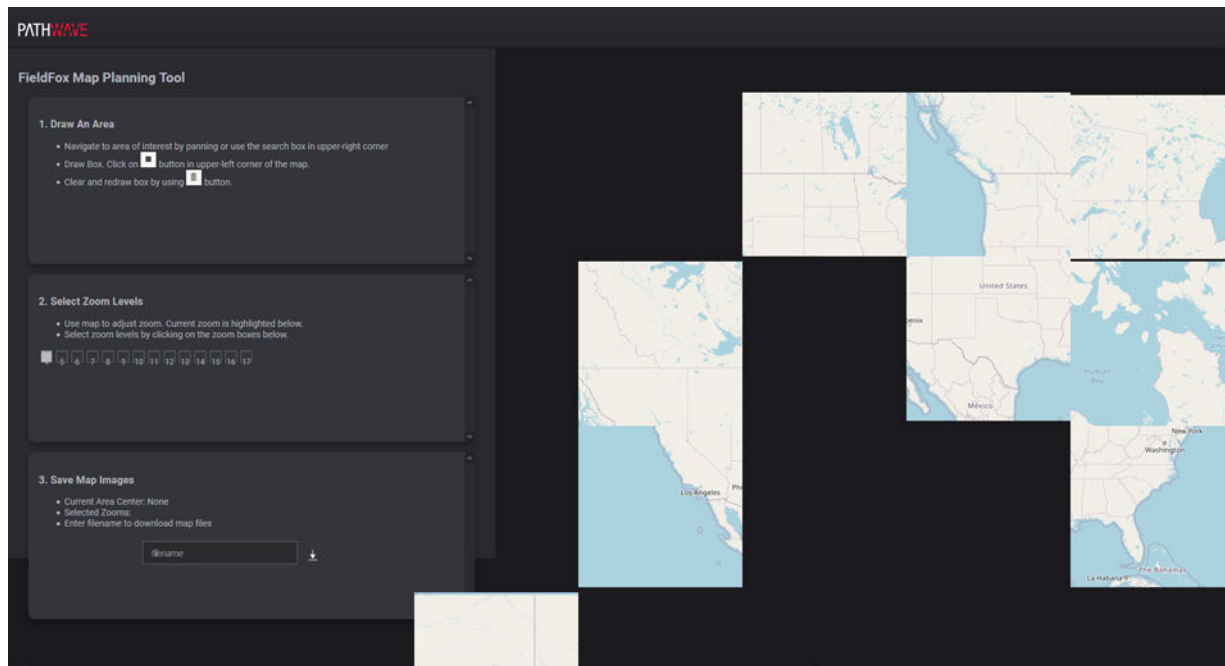 PATHWAVE
FieldFox Map Planning Tool
1. Draw An Area
• Navigate to area of interest by panning or use the search box in upper-right corner
• Draw Box. Click on button in upper-left corner of the map.
• Clear and redraw box by using button.
2. Select Zoom Levels
• Use map to adjust zoom. Current zoom is highlighted below.
• Select zoom levels by clicking on the zoom boxes below.
5 6 7 8 9 10 11 12 13 14 15 16 17
3. Save Map Images
• Current Area Center: None
• Selected Zooms:
• Enter filename to download map files
filename
United States
enix
México
Hudson
Bay
New York
Washington
Los Angeles
Pho
The Bahamas
La Habana